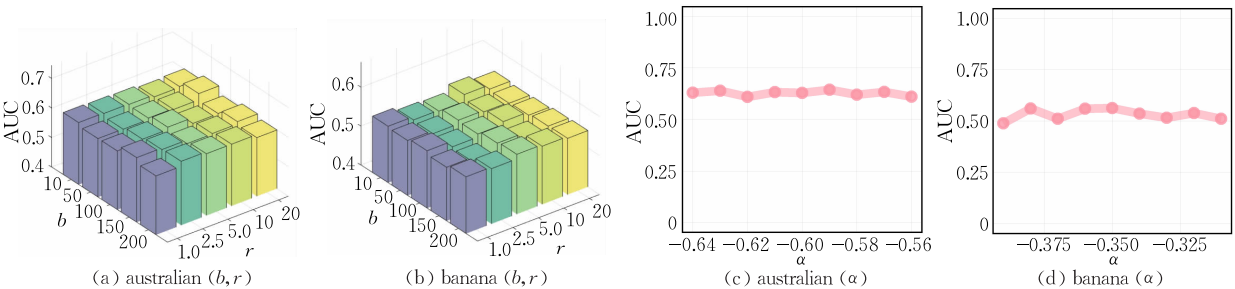 AUC
0.7
0.6
0.5
0.4
10
50
100
150
200
b
1.0
2.5
5.0
10
20
r
(a) australian (b,r)
AUC
0.6
0.5
0.4
10
50
100
150
200
b
1.0
2.5
5.0
10
20
r
(b) banana (b,r)
AUC
1.00
0.75
0.50
0.25
0
−0.64 −0.62 −0.60 −0.58 −0.56
α
(c) australian (α)
AUC
1.00
0.75
0.50
0.25
0
−0.375 −0.350 −0.325
α
(d) banana (α)